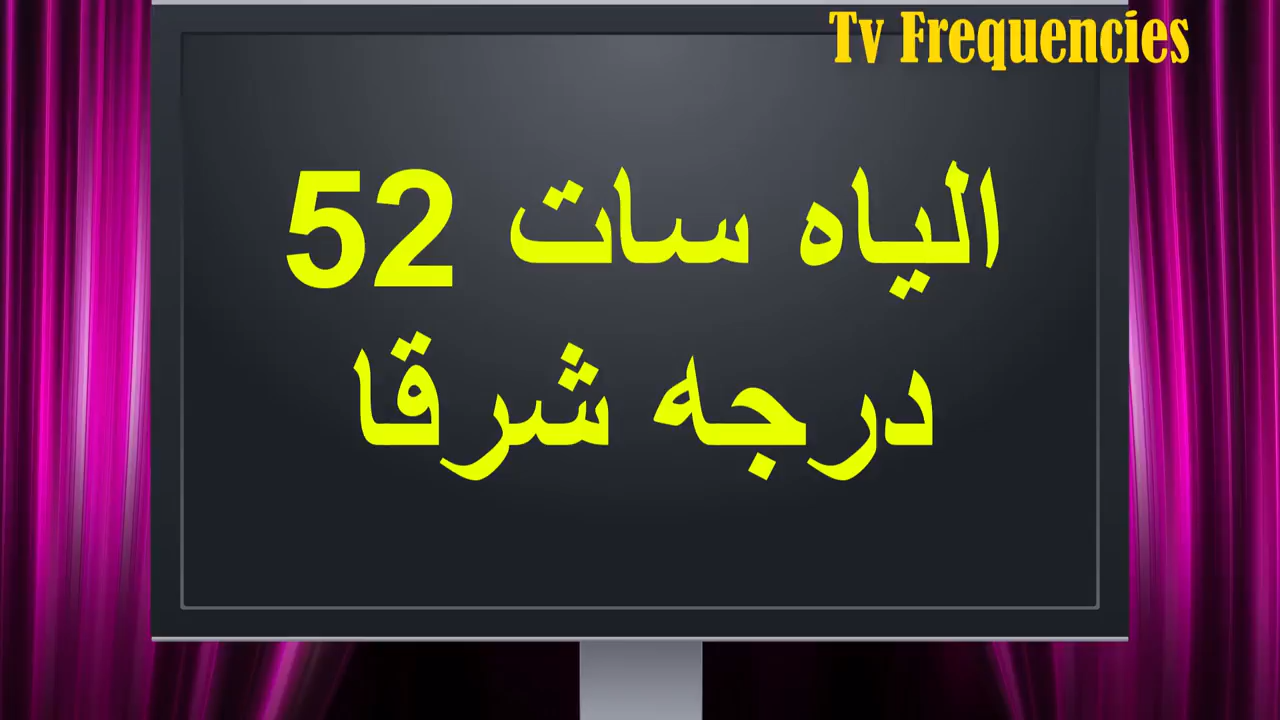 Tv Frequencies
الياه سات 52
درجه شرقا